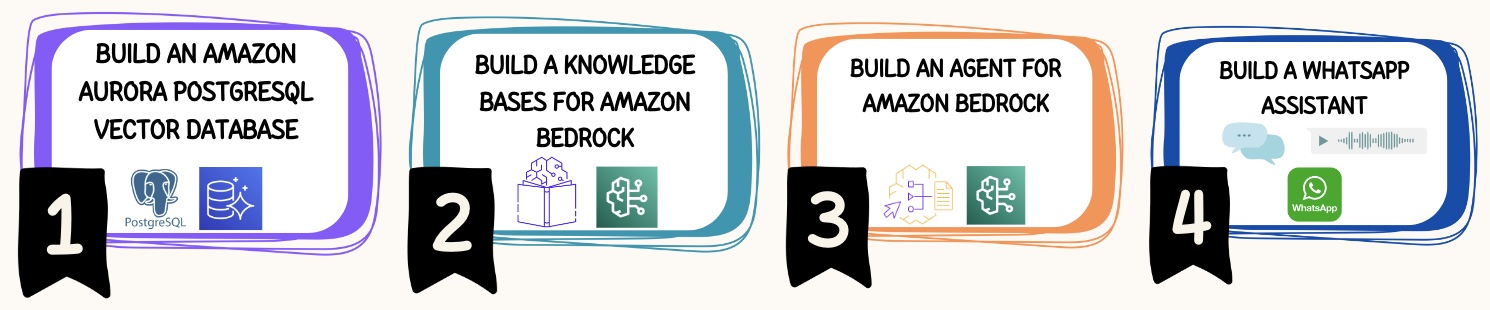 BUILD AN AMAZON
AURORA POSTGRESQL
VECTOR DATABASE
PostgreSQL
1
BUILD A KNOWLEDGE
BASES FOR AMAZON
BEDROCK
2
BUILD AN AGENT FOR
AMAZON BEDROCK
3
BUILD A WHATSAPP
ASSISTANT
WhatsApp
4